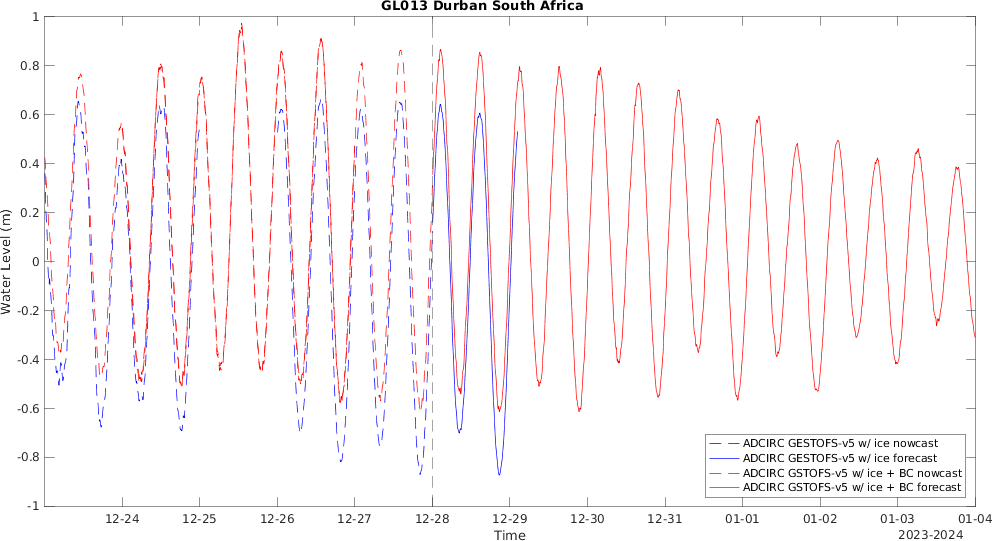 GL013 Durban South Africa
1
0.8
0.6
0.4
0.2
0
-0.2
-0.4
-0.6
-0.8
-1
Water Level (m)
ADCIRC GESTOFS-v5 w/ ice nowcast
ADCIRC GESTOFS-v5 w/ ice forecast
ADCIRC GSTOFS-v5 w/ ice + BC nowcast
ADCIRC GSTOFS-v5 w/ ice + BC forecast
12-24 12-25 12-26 12-27 12-28 12-29 12-30 12-31 01-01 01-02 01-03 01-04
Time
2023-2024